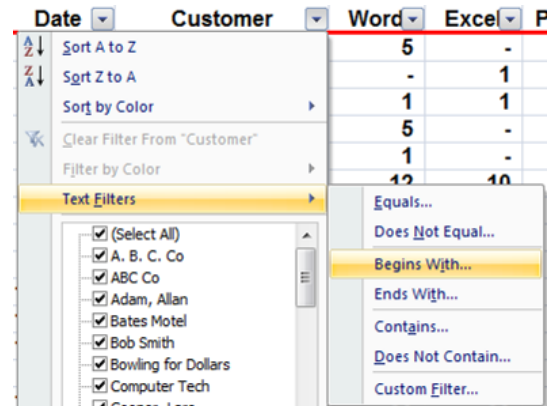 Date Customer Word Excel P
Sort A to Z 5 -
Sort Z to A - 1
Sort by Color 1 1
Clear Filter From "Customer" 5 -
Filter by Color 1 -
12 10
Text Filters
Equals...
(Select All)
Does Not Equal...
A. B. C. Co
ABC Co
Begins With...
Adam, Allan
Bates Motel
Ends With...
Bob Smith
Contains...
Bowling for Dollars
Does Not Contain...
Computer Tech
Custom Filter...